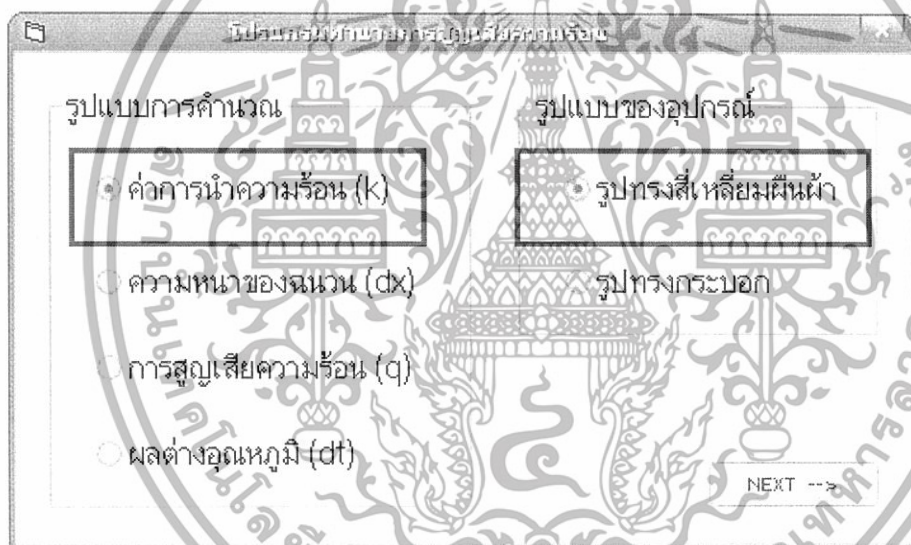 โปรแกรมทำนายการสูญเสียความร้อน
รูปแบบการคำนวณ
ค่าการนำความร้อน (k)
ความหนาของฉนวน (dx)
การสูญเสียความร้อน (q)
ผลต่างอุณหภูมิ (dt)
รูปแบบของอุปกรณ์
รูปทรงสี่เหลี่ยมผืนผ้า
รูปทรงกระบอก
NEXT -->